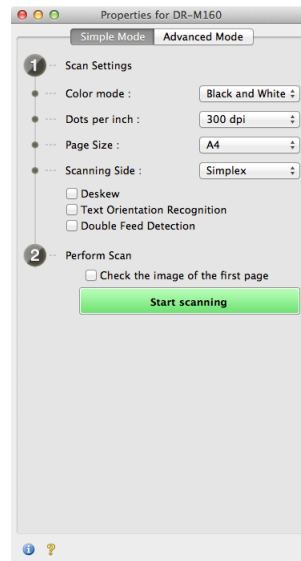 Properties for DR-M160
Simple Mode Advanced Mode
1 Scan Settings
Color mode : Black and White
Dots per inch : 300 dpi
Page Size : A4
Scanning Side : Simplex
Deskew
Text Orientation Recognition
Double Feed Detection
2 Perform Scan
Check the image of the first page
Start scanning